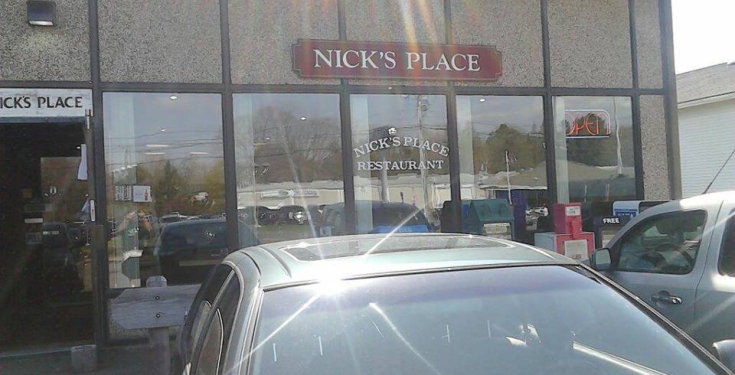 NICK'S PLACE
ICKS PLACE
NICK'S PLACE
RESTAURANT
OPEN
FREE